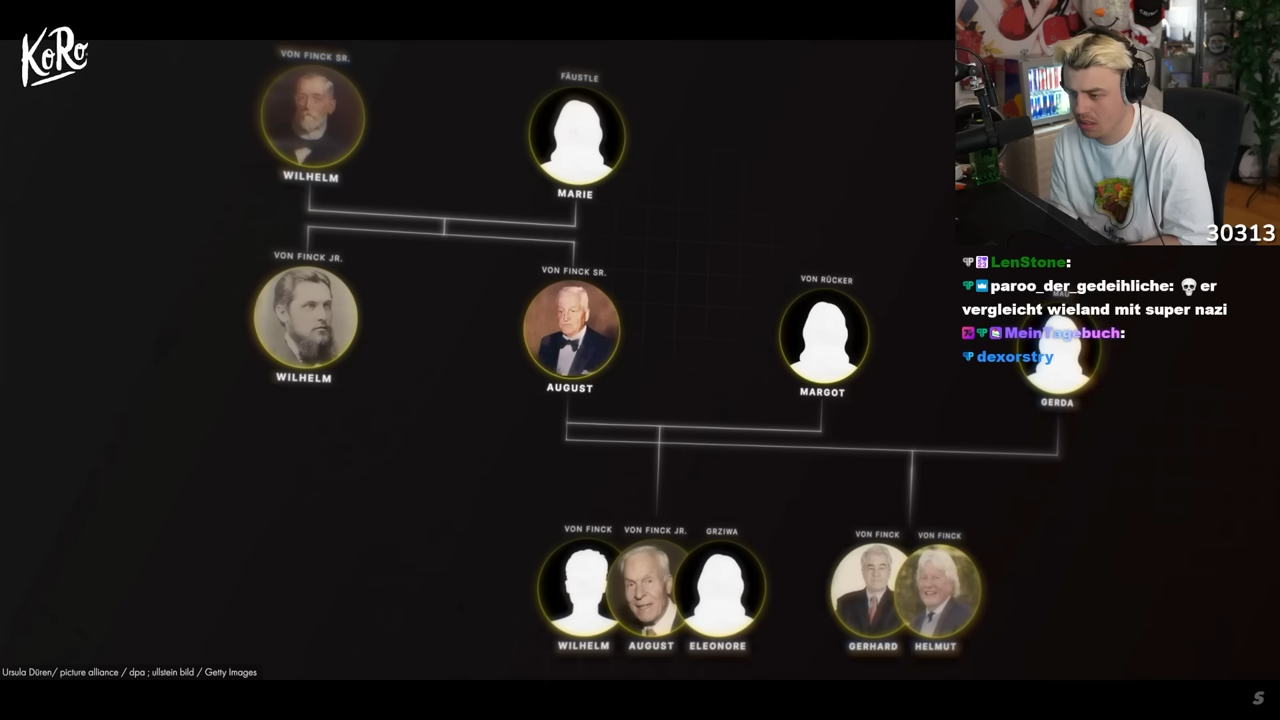 KoRo
VON FINCK SR.
WILHELM
FÄUSTLE
MARIE
VON FINCK JR.
WILHELM
VON FINCK SR.
AUGUST
VON RÜCKER
MARGOT
MAU
GERDA
VON FINCK
WILHELM
VON FINCK JR.
AUGUST
GRZIWA
ELEONORE
VON FINCK
GERHARD
VON FINCK
HELMUT
30313
LenStone:
paroo_der_gedeihliche: 💀 er
vergleicht wieland mit super nazi
MeinTagebuch:
dexorstry
Ursula Düren/ picture alliance / dpa ; ullstein bild / Getty Images
S